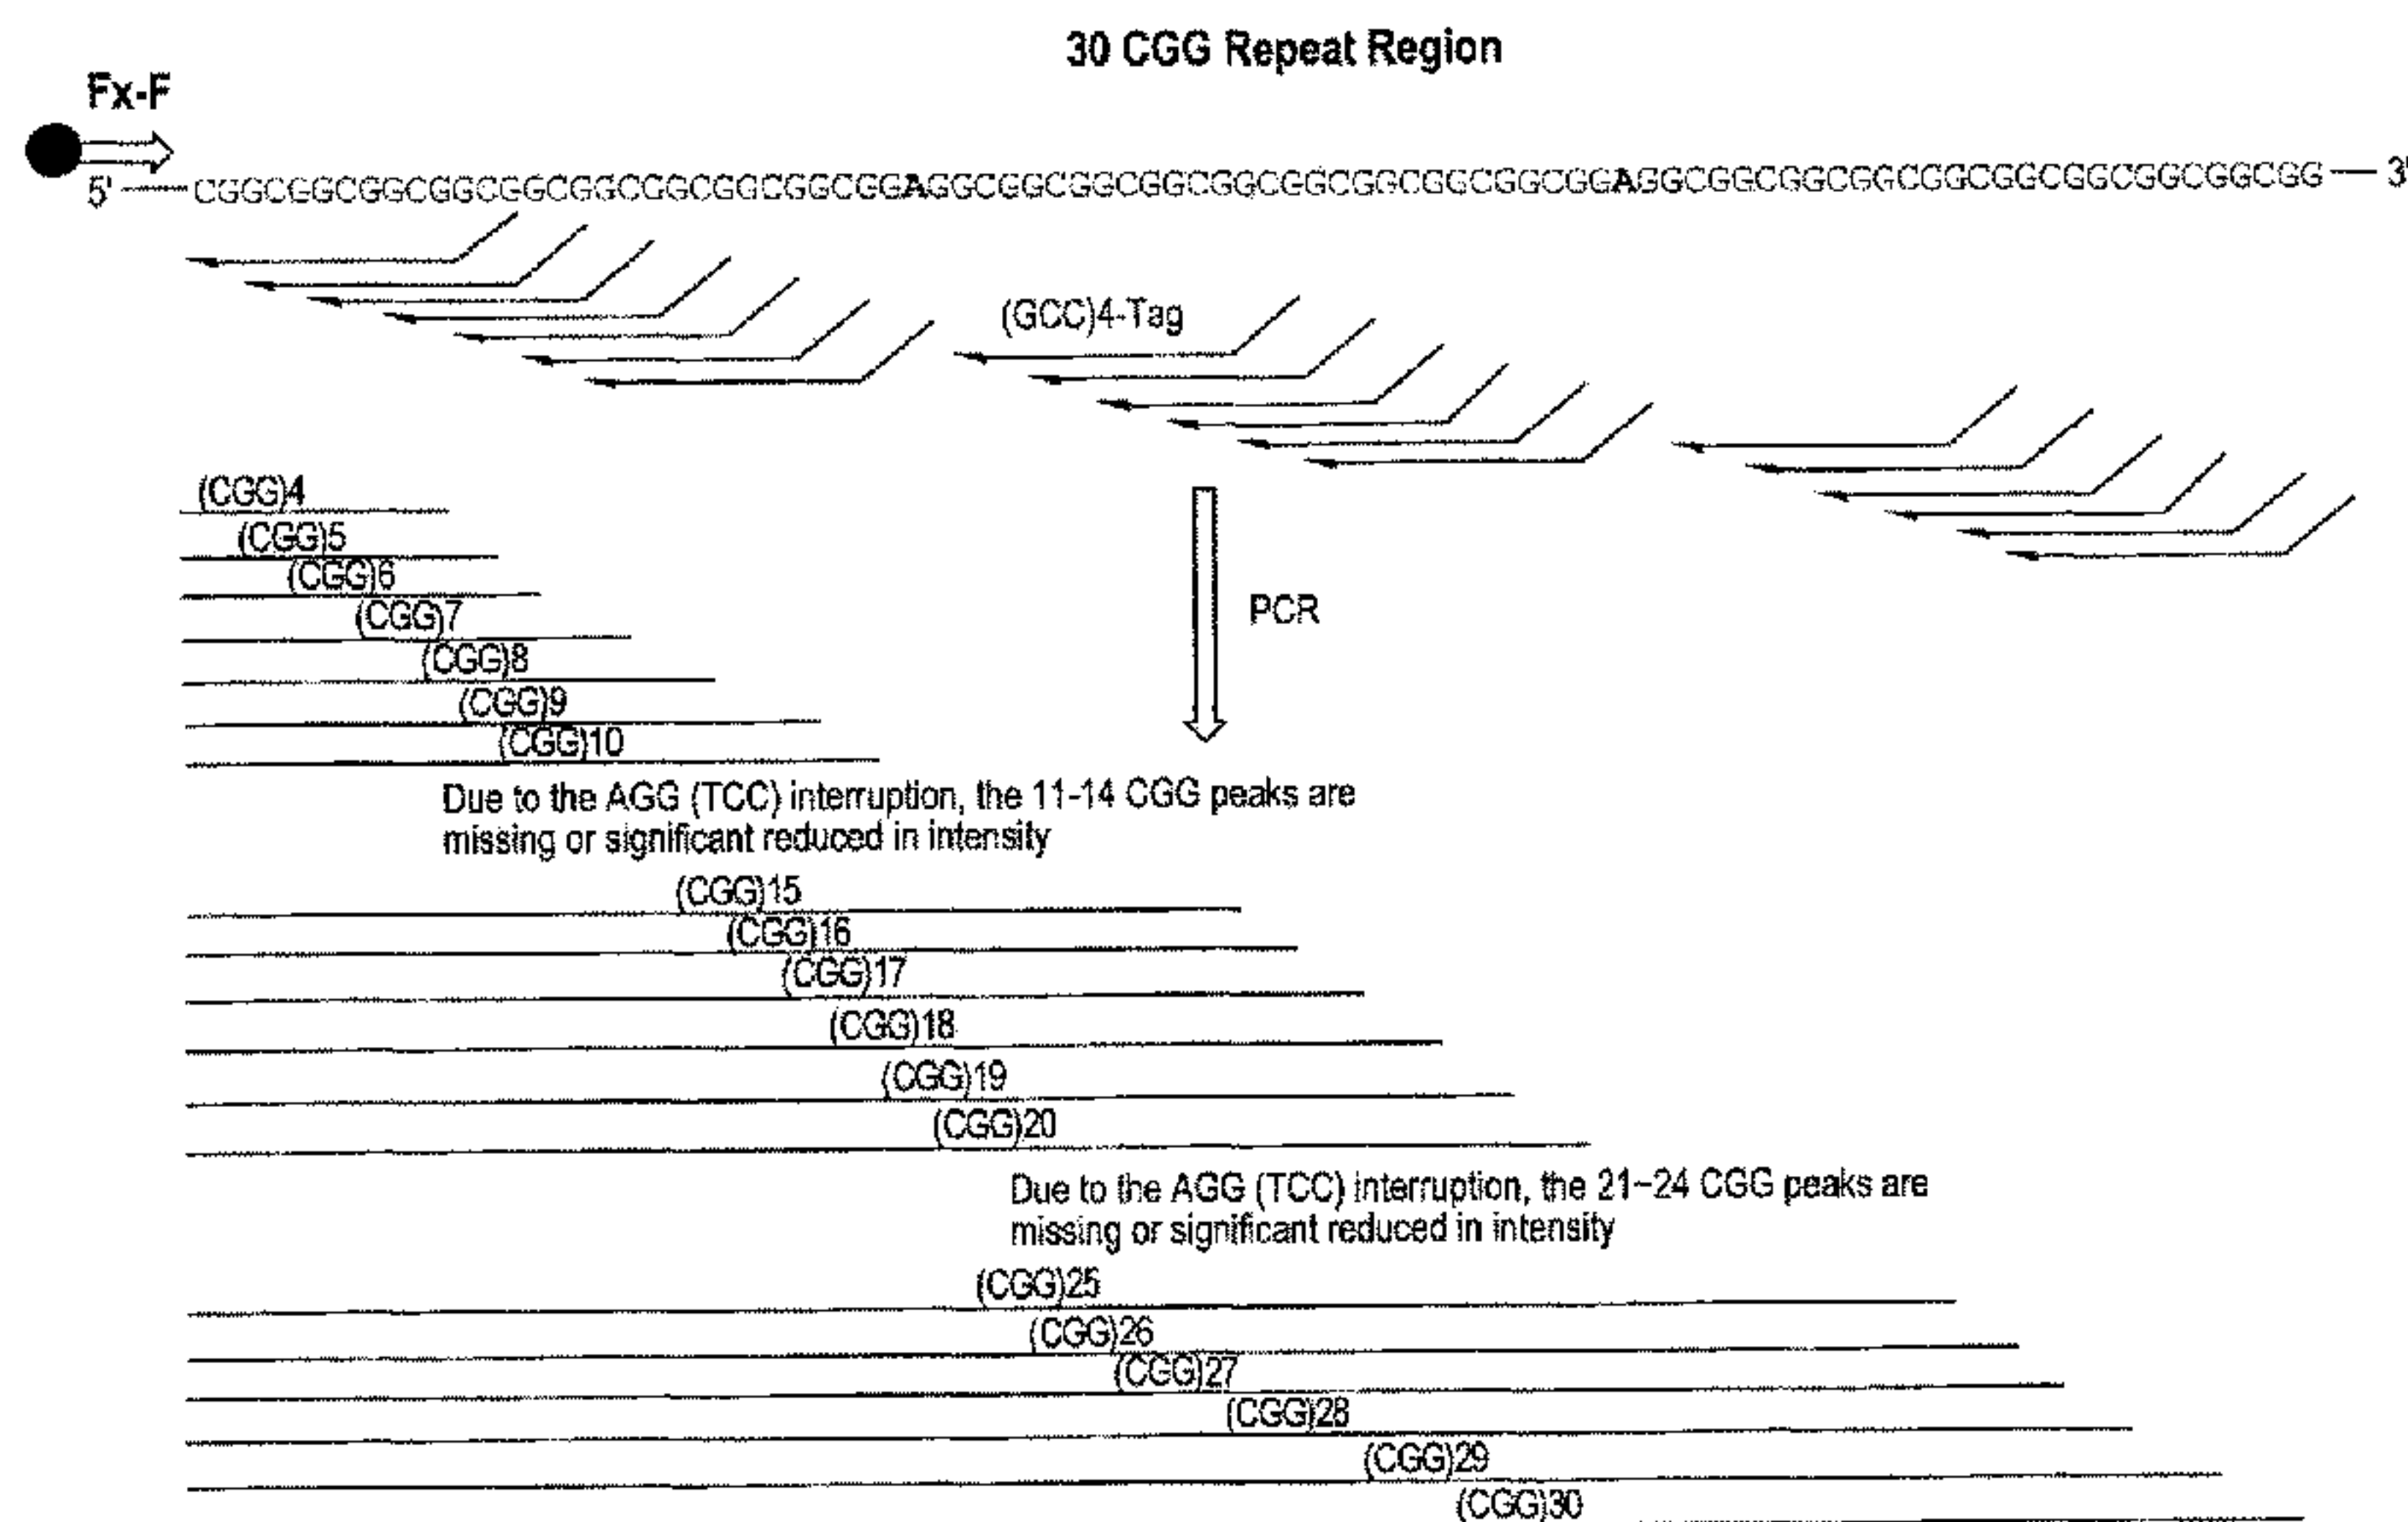 30 CGG Repeat Region
Fx-F
5' CGGCGGCGGCGGCGGCGGCGGCGGCGGCGGAGGCGGCGGCGGCGGCGGCGGCGGCGGCGGAGGCGGCGGCGGCGGCGGCGGCGGCGGCGG 3'
(GCC)4-Tag
(CGG)4
(CGG)5
(CGG)6
(CGG)7
PCR
(CGG)8
(CGG)9
(CGG)10
Due to the AGG (TCC) interruption, the 11-14 CGG peaks are
missing or significant reduced in intensity
(CGG)15
(CGG)16
(CGG)17
(CGG)18
(CGG)19
(CGG)20
Due to the AGG (TCC) interruption, the 21-24 CGG peaks are
missing or significant reduced in intensity
(CGG)25
(CGG)26
(CGG)27
(CGG)28
(CGG)29
(CGG)30